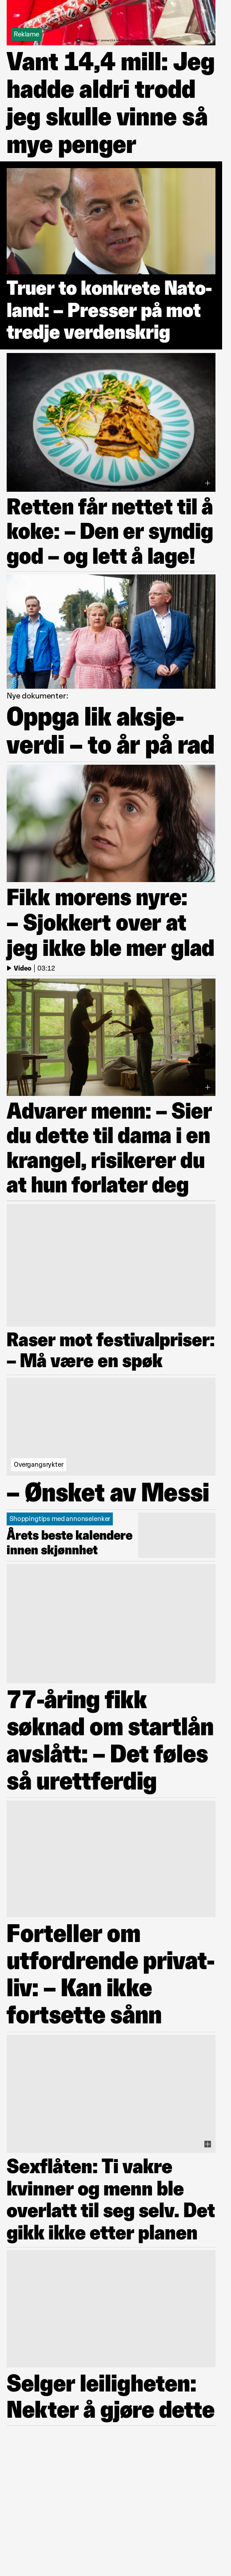 Reklame
Vant 14,4 mill: Jeg
hadde aldri trodd
jeg skulle vinne så
mye penger
Truer to konkrete Nato-
land: – Presser på mot
tredje verdenskrig
Retten får nettet til å
koke: – Den er syndig
god – og lett å lage!
Nye dokumenter:
Oppga lik aksje-
verdi – to år på rad
Fikk morens nyre:
– Sjokkert over at
jeg ikke ble mer glad
Video | 03:12
Advarer menn: – Sier
du dette til dama i en
krangel, risikerer du
at hun forlater deg
Raser mot festivalpriser:
– Må være en spøk
Overgangsrykter
– Ønsket av Messi
Shoppingtips med annonselenker
Årets beste kalendere
innen skjønnhet
77-åring fikk
søknad om startlån
avslått: – Det føles
så urettferdig
Forteller om
utfordrende privat-
liv: – Kan ikke
fortsette sånn
Sexflåten: Ti vakre
kvinner og menn ble
overlatt til seg selv. Det
gikk ikke etter planen
Selger leiligheten:
Nekter å gjøre dette